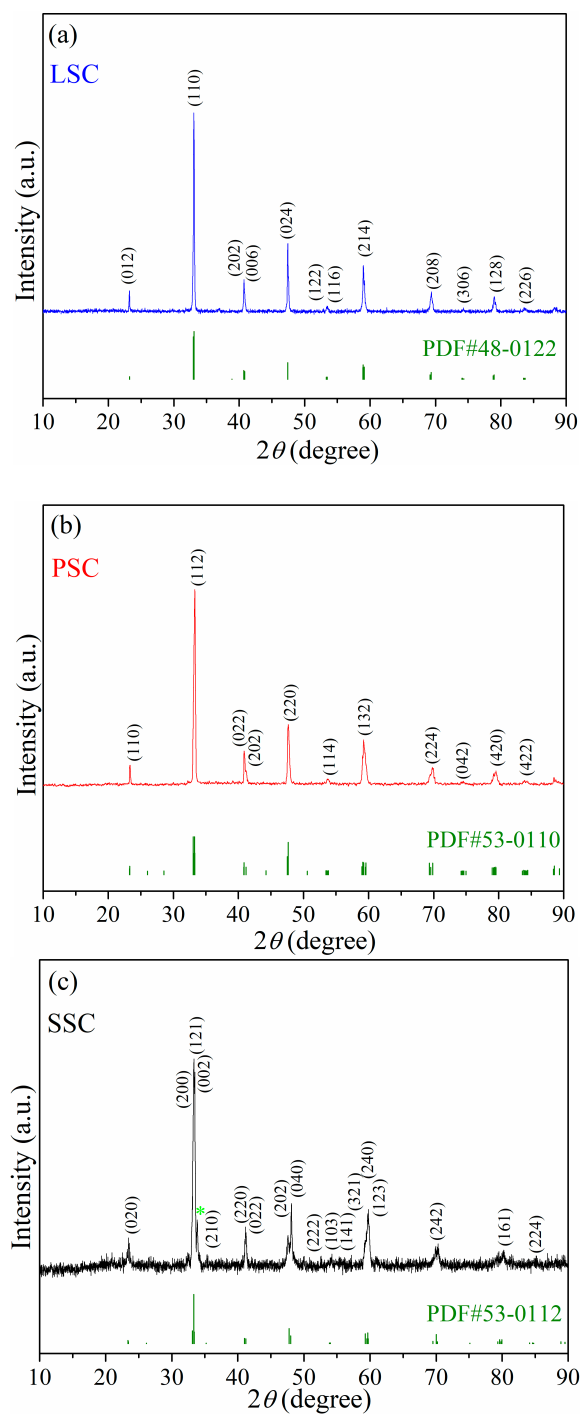 (a)
LSC
(110)
(012)
(202)
(006)
(024)
(122)
(116)
(214)
(208)
(306)
(128)
(226)
PDF#48-0122
Intensity (a.u.)
10 20 30 40 50 60 70 80 90
2θ (degree)
(b)
PSC
(112)
(110)
(022)
(202)
(220)
(114)
(132)
(224)
(042)
(420)
(422)
PDF#53-0110
Intensity (a.u.)
10 20 30 40 50 60 70 80 90
2θ (degree)
(c)
SSC
(020)
(200)
(121)
(002)
*
(210)
(220)
(022)
(202)
(040)
(222)
(103)
(141)
(321)
(240)
(123)
(242)
(161)
(224)
PDF#53-0112
Intensity (a.u.)
10 20 30 40 50 60 70 80 90
2θ (degree)